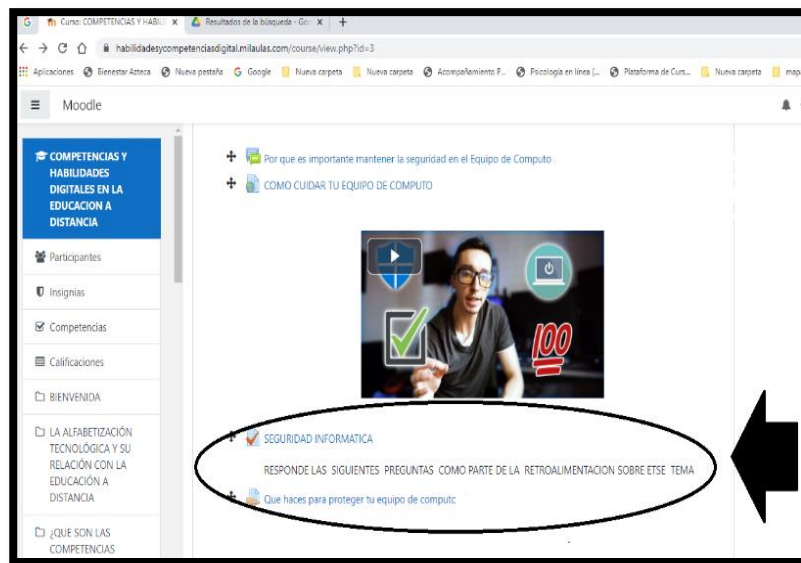 Curso: COMPETENCIAS Y HABILI
Resultados de la búsqueda - Goo
habilidadesycompetenciasdigital.milaulas.com/course/view.php?id=3
Aplicaciones Bienestar Azteca Nueva pestaña Google Nueva carpeta Nueva carpeta Acompañamiento P... Psicología en línea (... Plataforma de Curs... Nueva carpeta map
Moodle
COMPETENCIAS Y
HABILIDADES
DIGITALES EN LA
EDUCACION A
DISTANCIA
Participantes
Insignias
Competencias
Calificaciones
BIENVENIDA
LA ALFABETIZACIÓN
TECNOLÓGICA Y SU
RELACIÓN CON LA
EDUCACIÓN A
DISTANCIA
¿QUE SON LAS
COMPETENCIAS
Por que es importante mantener la seguridad en el Equipo de Computo
COMO CUIDAR TU EQUIPO DE COMPUTO
100
SEGURIDAD INFORMATICA
RESPONDE LAS SIGUIENTES PREGUNTAS COMO PARTE DE LA RETROALIMENTACION SOBRE ETSE TEMA
Que haces para proteger tu equipo de computc